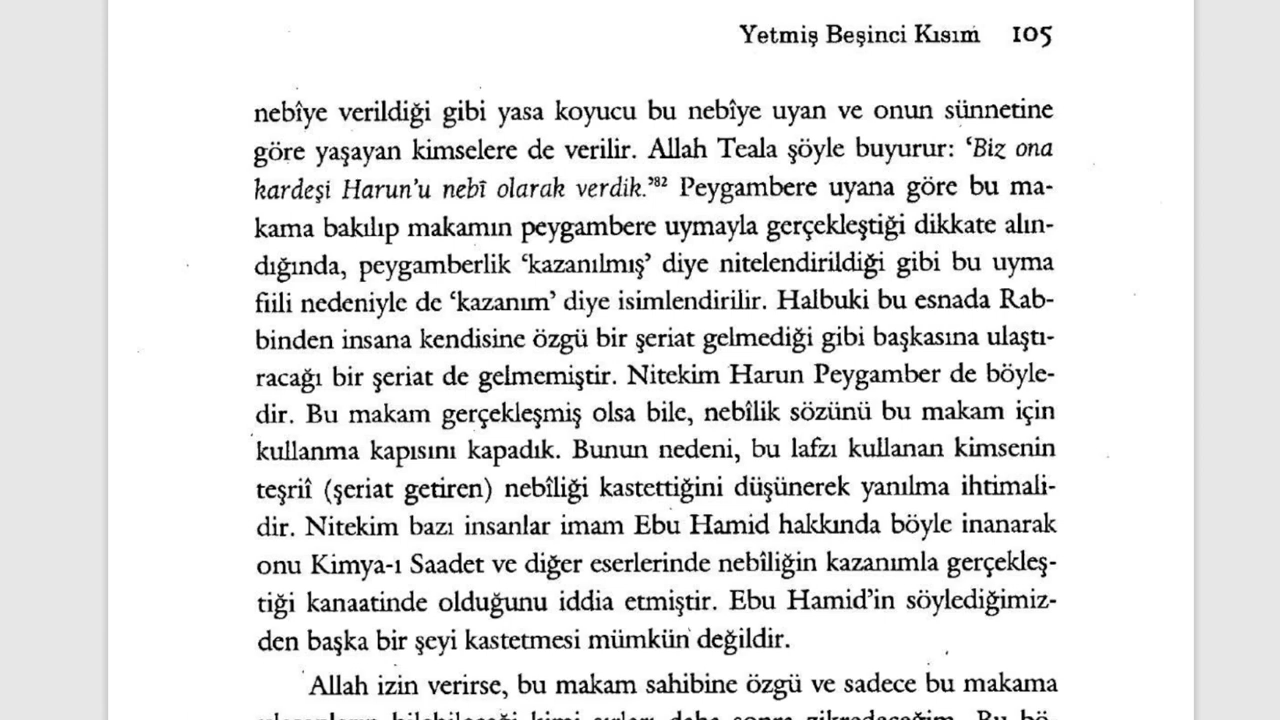 Yetmiş Beşinci Kısım 105
nebîye verildiği gibi yasa koyucu bu nebîye uyan ve onun sünnetine
göre yaşayan kimselere de verilir. Allah Teala şöyle buyurur: ‘Biz ona
kardeşi Harun’u nebî olarak verdik.’⁸² Peygambere uyana göre bu ma-
kama bakılıp makamın peygambere uymayla gerçekleştiği dikkate alın-
dığında, peygamberlik ‘kazanılmış’ diye nitelendirildiği gibi bu uyma
fiili nedeniyle de ‘kazanım’ diye isimlendirilir. Halbuki bu esnada Rab-
binden insana kendisine özgü bir şeriat gelmediği gibi başkasına ulaştı-
racağı bir şeriat de gelmemiştir. Nitekim Harun Peygamber de böyle-
dir. Bu makam gerçekleşmiş olsa bile, nebîlik sözünü bu makam için
kullanma kapısını kapadık. Bunun nedeni, bu lafzı kullanan kimsenin
teşriî (şeriat getiren) nebîliği kastettiğini düşünerek yanılma ihtimali-
dir. Nitekim bazı insanlar imam Ebu Hamid hakkında böyle inanarak
onu Kimya-ı Saadet ve diğer eserlerinde nebîliğin kazanımla gerçekleş-
tiği kanaatinde olduğunu iddia etmiştir. Ebu Hamid’in söylediğimiz-
den başka bir şeyi kastetmesi mümkün değildir.
Allah izin verirse, bu makam sahibine özgü ve sadece bu makama